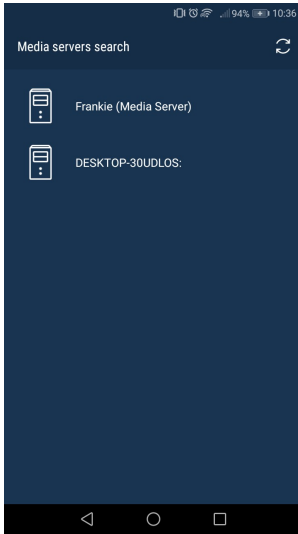 94% 10:36
Media servers search
Frankie (Media Server)
DESKTOP-30UDLOS: